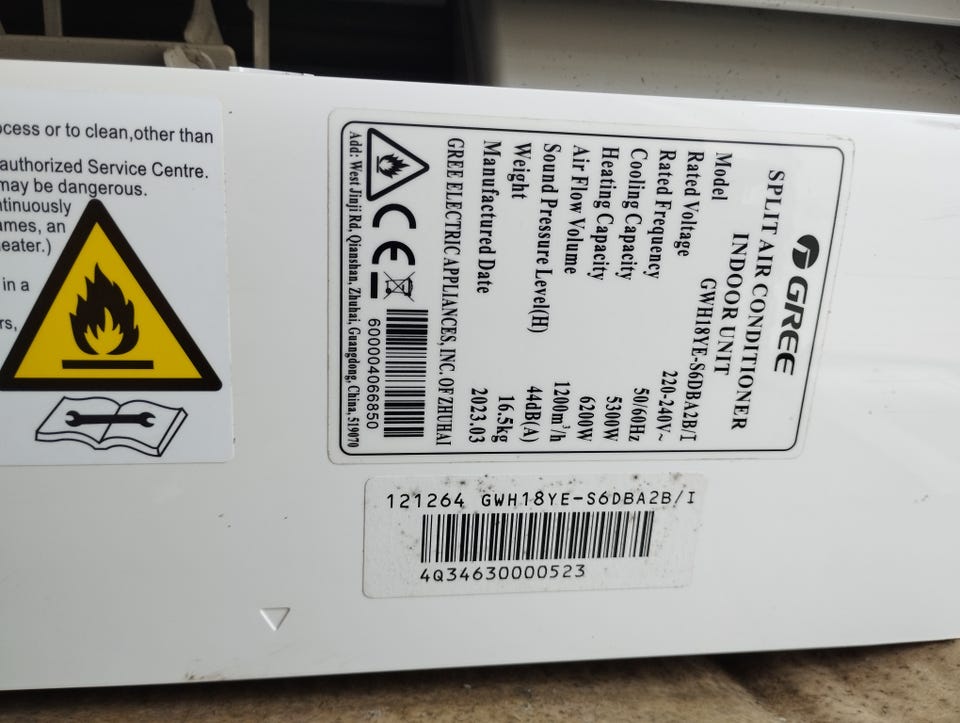 ocess or to clean,other than
authorized Service Centre.
may be dangerous.
ntinuously
ames, an
eater.)
in a
rs,
GREE
SPLIT AIR CONDITIONER
INDOOR UNIT
Model GWH18YE-S6DBA2B/I
Rated Voltage 220-240V~
Rated Frequency 50/60Hz
Cooling Capacity 5300W
Heating Capacity 6200W
Air Flow Volume 1200m³/h
Sound Pressure Level(H) 44dB(A)
Weight 16.5kg
Manufactured Date 2023.03
GREE ELECTRIC APPLIANCES, INC. OF ZHUHAI
CE
600004066850
Add: West Jinji Rd, Qianshan, Zhuhai, Guangdong, China, 519070
121264 GWH18YE-S6DBA2B/I
4Q34630000523